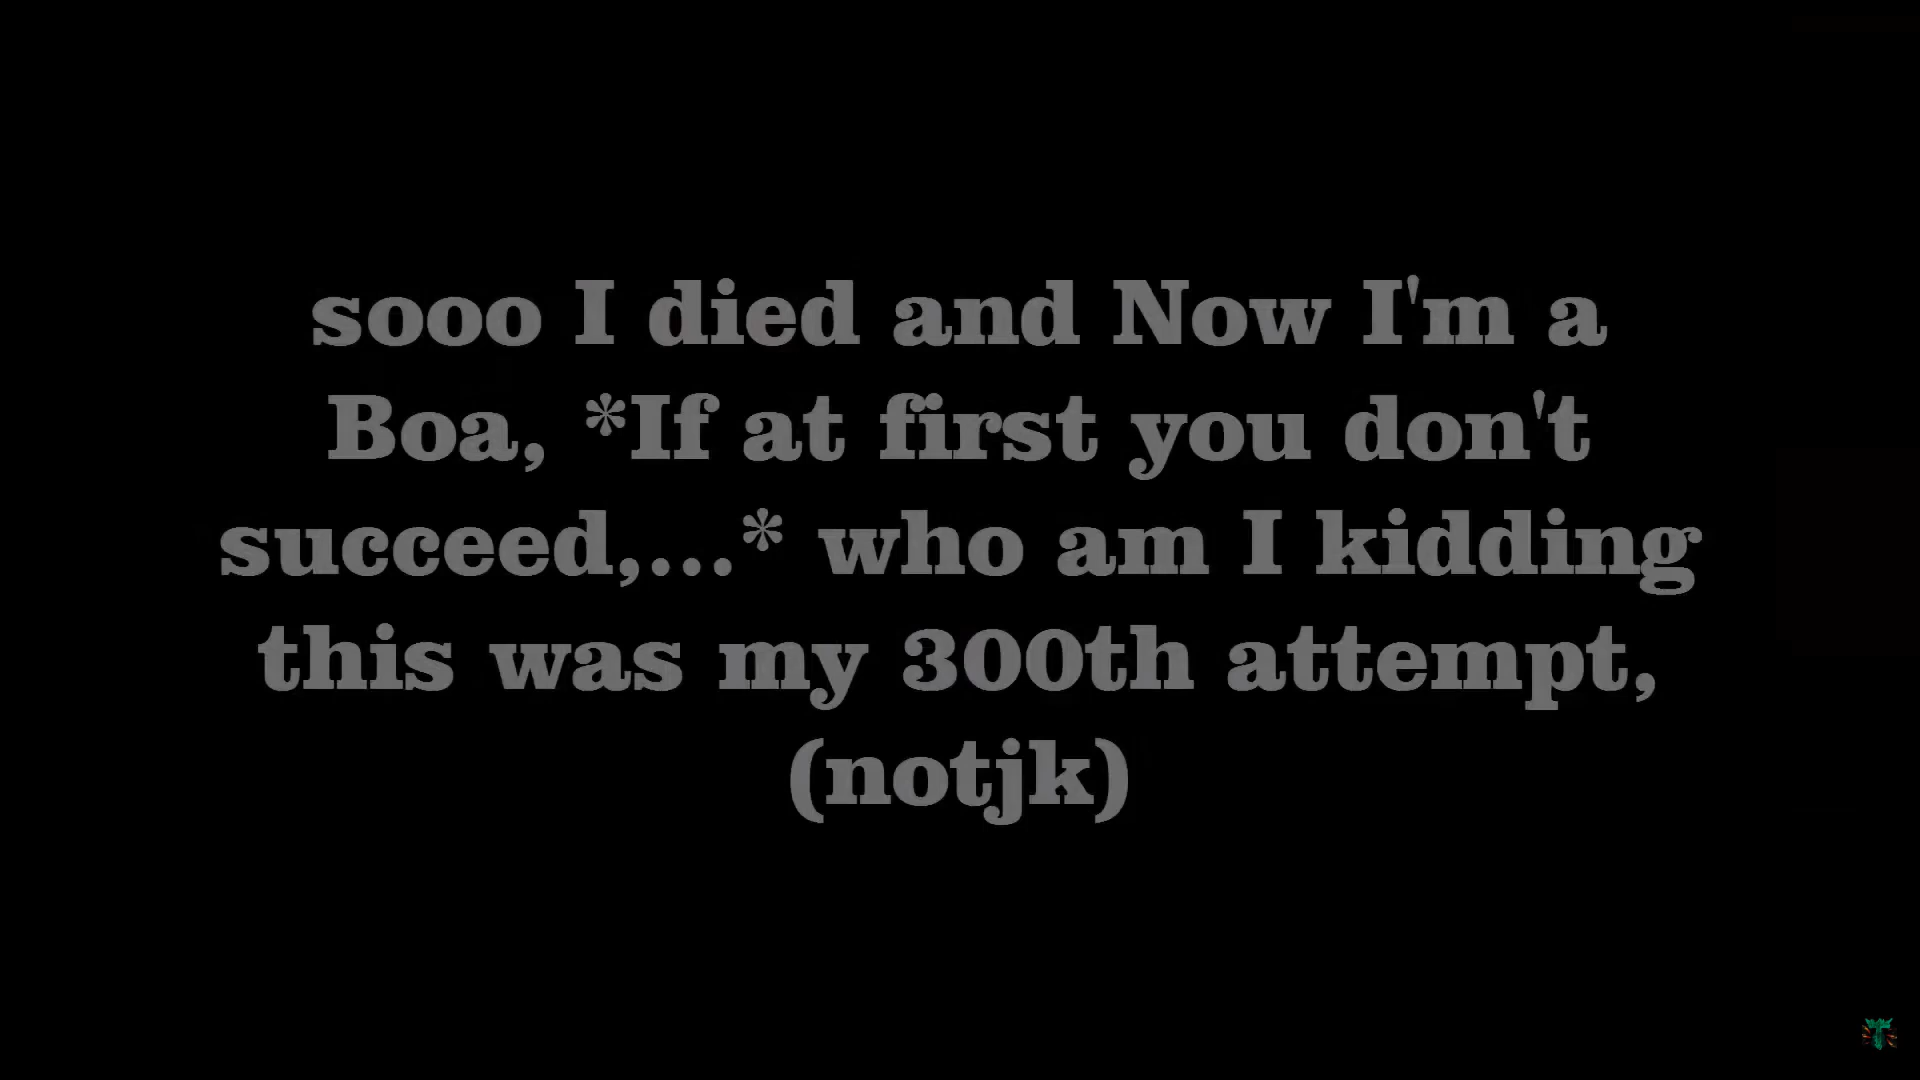 sooo I died and Now I'm a
Boa, *If at first you don't
succeed,...* who am I kidding
this was my 300th attempt,
(notjk)